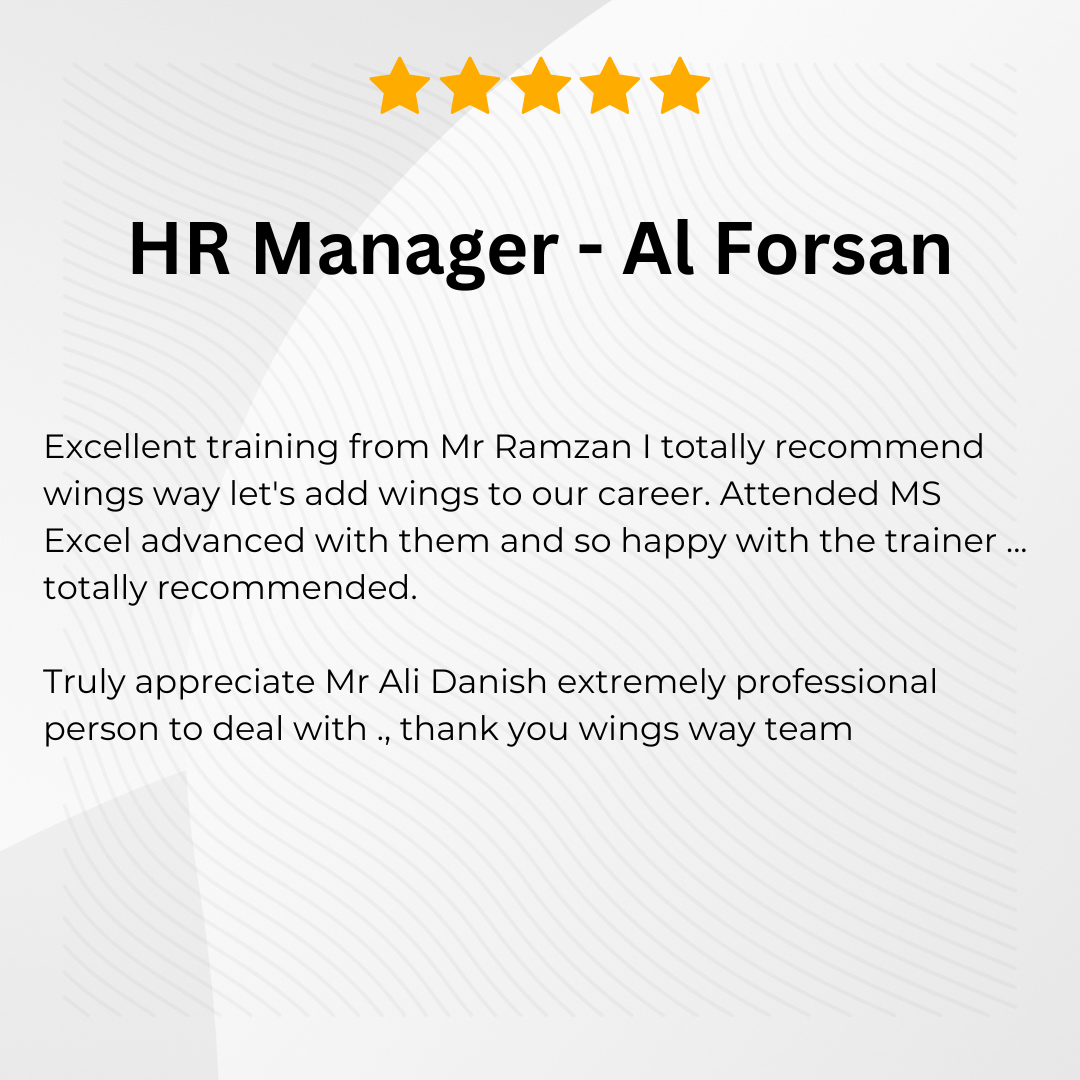 HR Manager - Al Forsan
Excellent training from Mr Ramzan I totally recommend
wings way let's add wings to our career. Attended MS
Excel advanced with them and so happy with the trainer ...
totally recommended.
Truly appreciate Mr Ali Danish extremely professional
person to deal with ., thank you wings way team